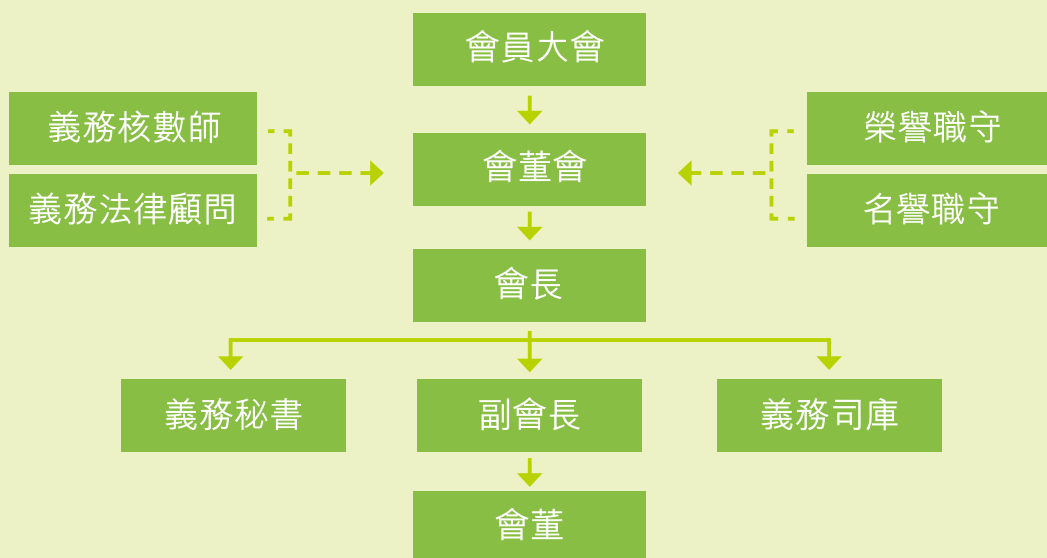 會員大會
義務核數師
榮譽職守
會董會
義務法律顧問
名譽職守
會長
義務秘書
副會長
義務司庫
會董